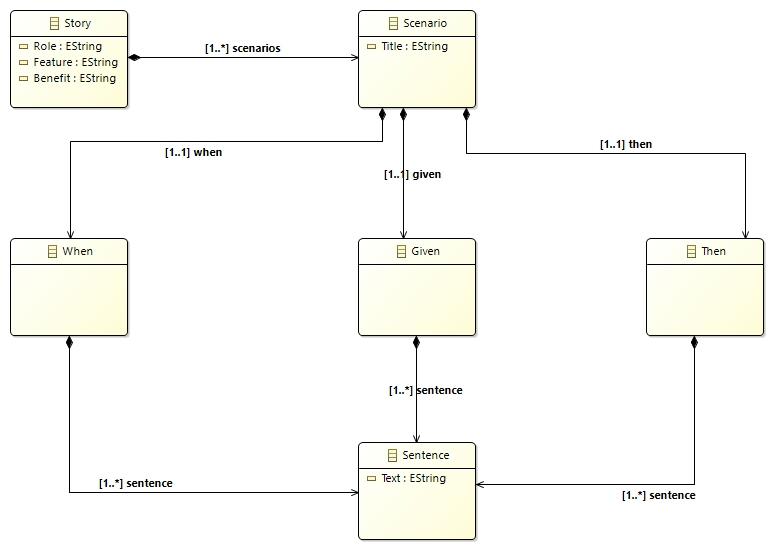 Story
Role : EString
Feature : EString
Benefit : EString
[1..*] scenarios
Scenario
Title : EString
[1..1] when
[1..1] given
[1..1] then
When
Given
Then
[1..*] sentence
[1..*] sentence
[1..*] sentence
Sentence
Text : EString